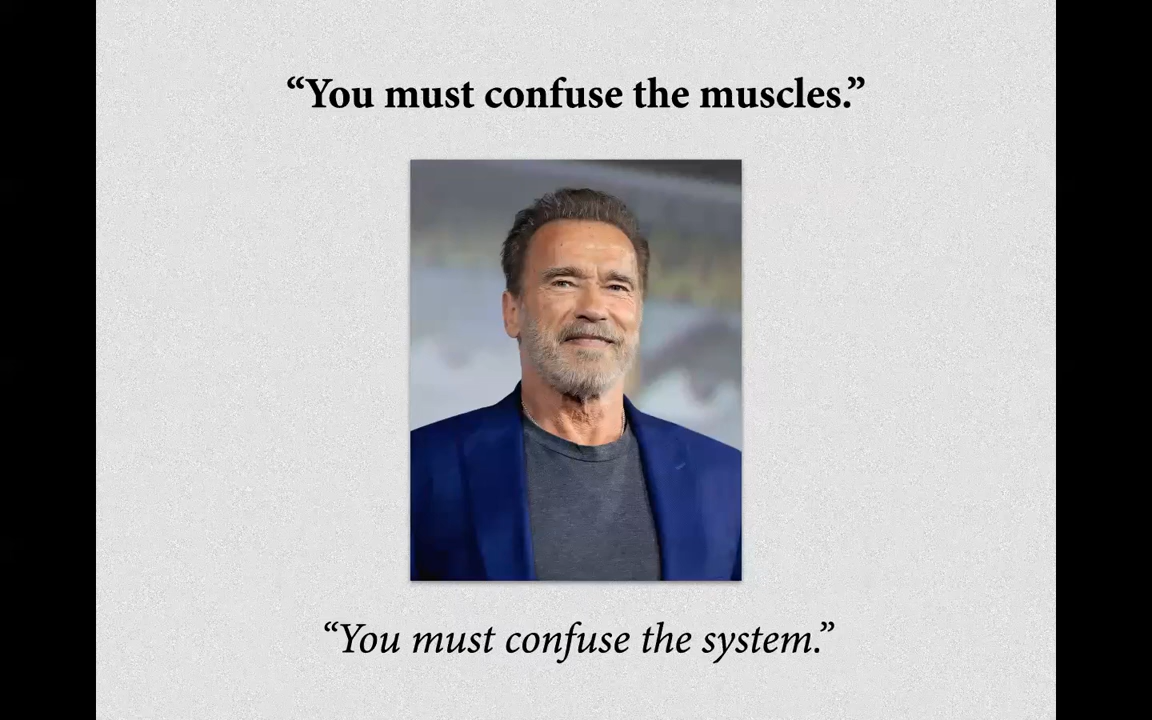 “You must confuse the muscles.”
“You must confuse the system.”